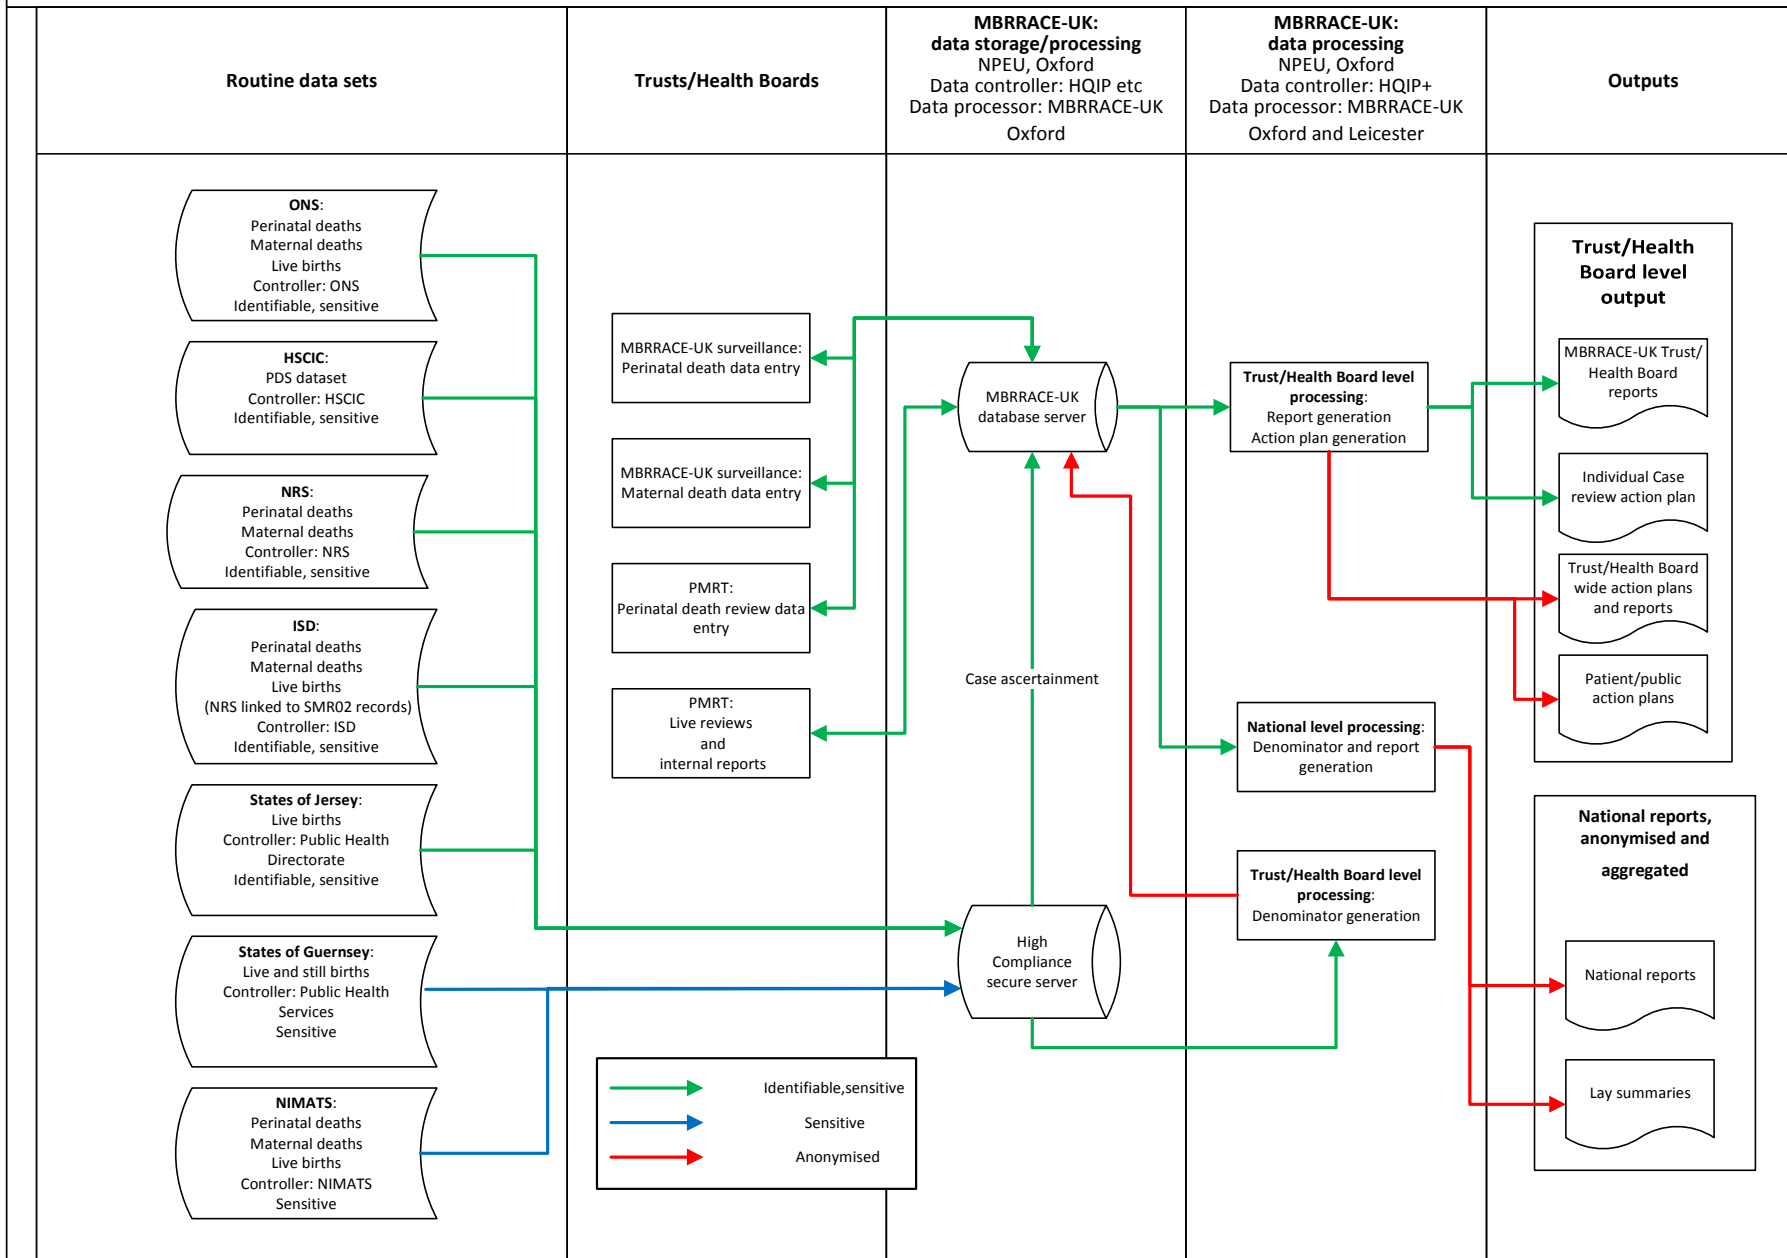 Routine data sets
Trusts/Health Boards
MBRRACE-UK:
data storage/processing
NPEU, Oxford
Data controller: HQIP etc
Data processor: MBRRACE-UK
Oxford
MBRRACE-UK:
data processing
NPEU, Oxford
Data controller: HQIP+
Data processor: MBRRACE-UK
Oxford and Leicester
Outputs
ONS:
Perinatal deaths
Maternal deaths
Live births
Controller: ONS
Identifiable, sensitive
HSCIC:
PDS dataset
Controller: HSCIC
Identifiable, sensitive
NRS:
Perinatal deaths
Maternal deaths
Controller: NRS
Identifiable, sensitive
ISD:
Perinatal deaths
Maternal deaths
Live births
(NRS linked to SMR02 records)
Controller: ISD
Identifiable, sensitive
States of Jersey:
Live births
Controller: Public Health
Directorate
Identifiable, sensitive
States of Guernsey:
Live and still births
Controller: Public Health
Services
Sensitive
NIMATS:
Perinatal deaths
Maternal deaths
Live births
Controller: NIMATS
Sensitive
MBRRACE-UK surveillance:
Perinatal death data entry
MBRRACE-UK surveillance:
Maternal death data entry
PMRT:
Perinatal death review data
entry
PMRT:
Live reviews
and
internal reports
Identifiable,sensitive
Sensitive
Anonymised
MBRRACE-UK
database server
Case ascertainment
High
Compliance
secure server
Trust/Health Board level
processing:
Report generation
Action plan generation
National level processing:
Denominator and report
generation
Trust/Health Board level
processing:
Denominator generation
Trust/Health
Board level
output
MBRRACE-UK Trust/
Health Board
reports
Individual Case
review action plan
Trust/Health Board
wide action plans
and reports
Patient/public
action plans
National reports,
anonymised and
aggregated
National reports
Lay summaries